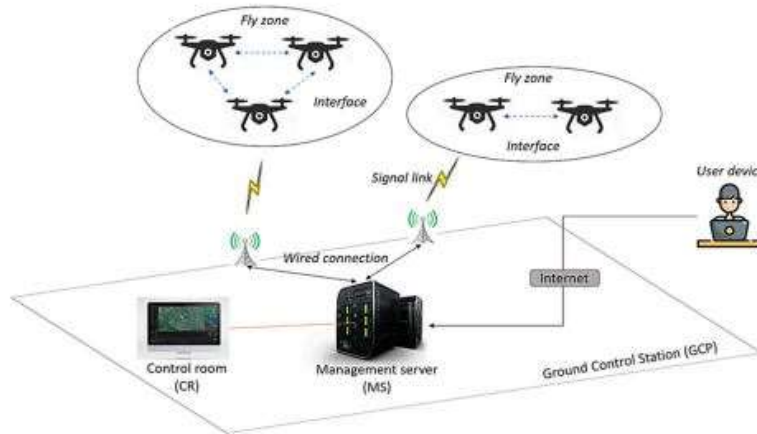 Fly zone
Interface
Fly zone
Interface
Signal link
User device
Wired connection
Internet
Control room
(CR)
Management server
(MS)
Ground Control Station (GCP)